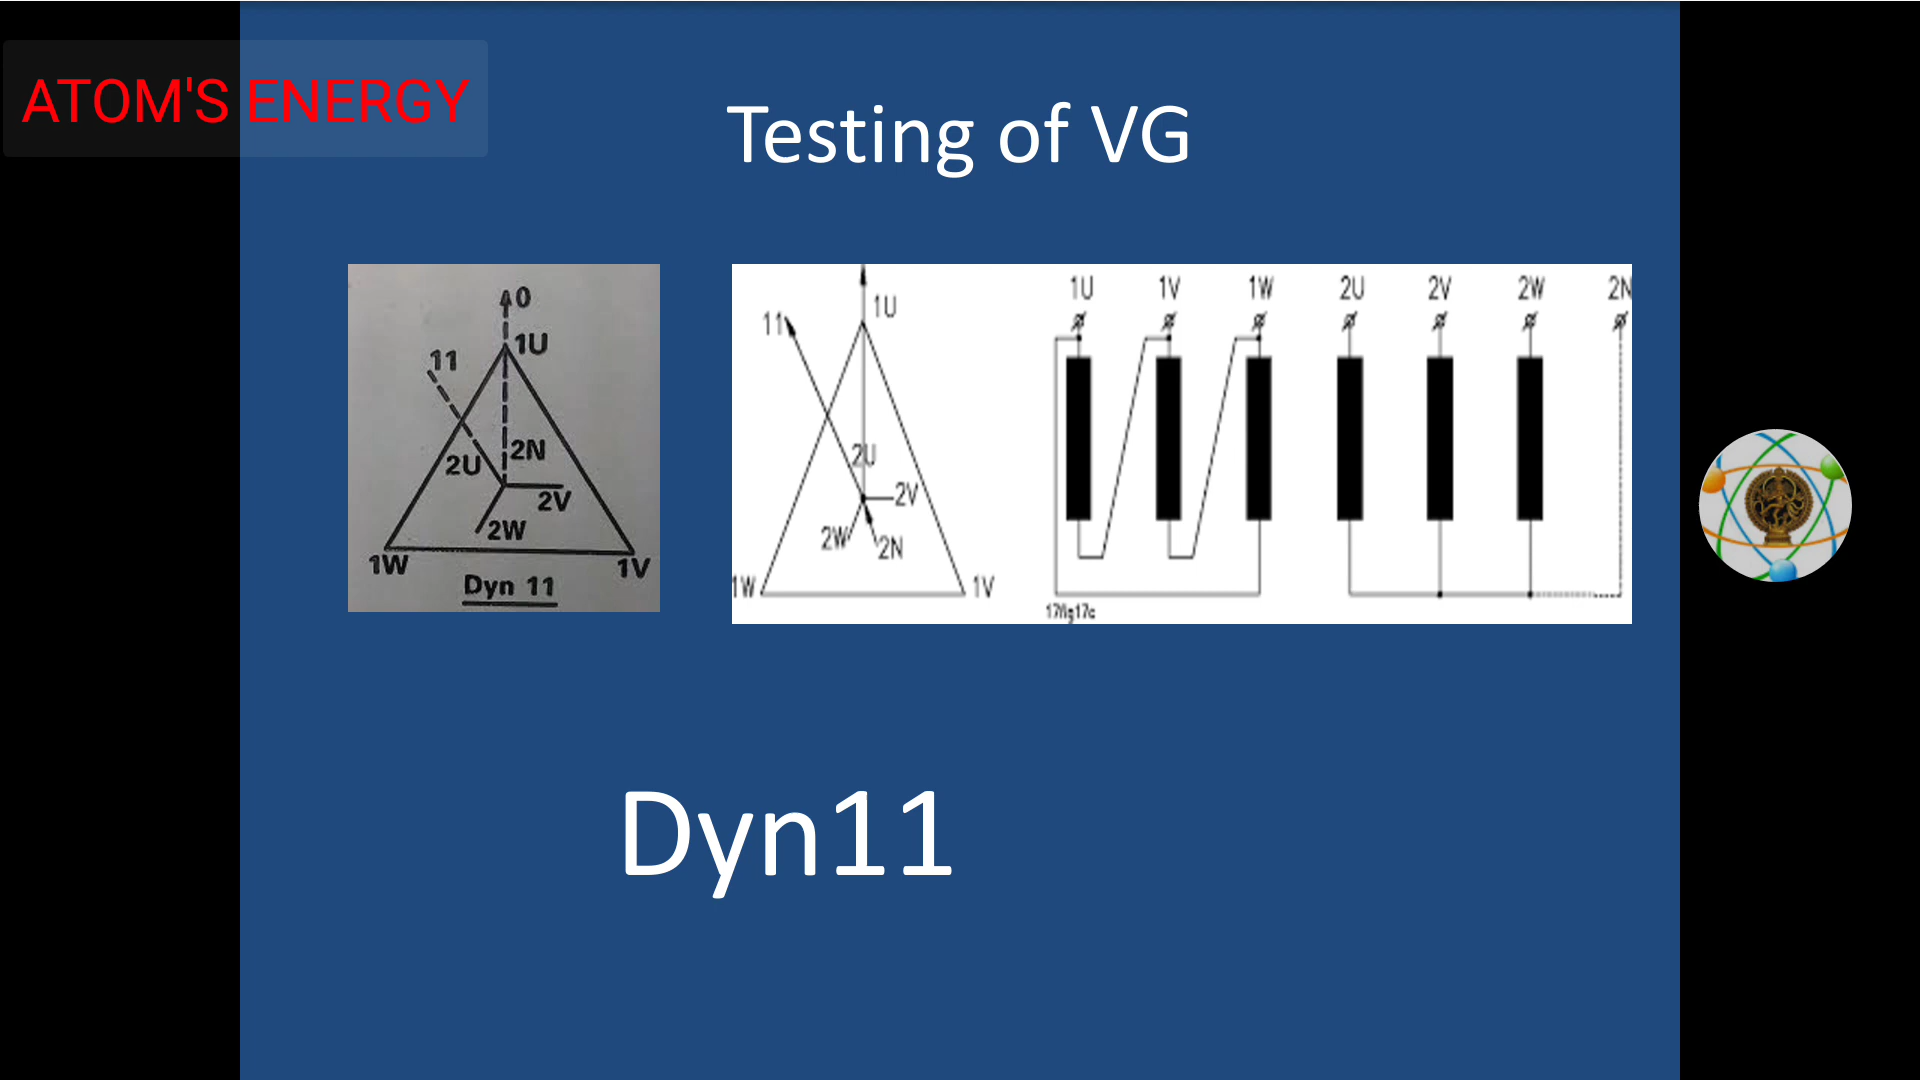 ATOM'S ENERGY
Testing of VG
0
1U
11
2N
2U
2V
2W
1W
1V
Dyn 11
1U
11
2U
2V
2W
2N
1W
1V
1U 1V 1W 2U 2V 2W 2N
17fig17c
Dyn11